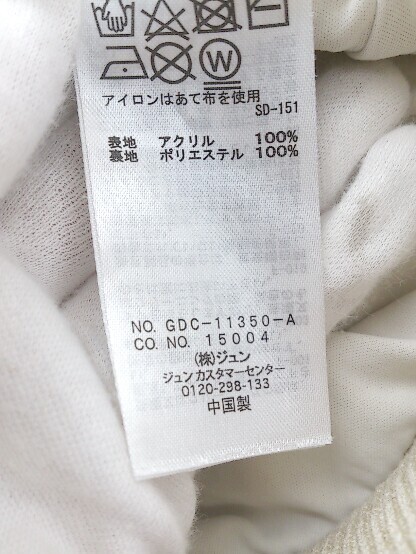 アイロンはあて布を使用
SD-151
表地 アクリル 100%
裏地 ポリエステル 100%
NO. GDC-11350-A
CO. NO. 15004
(株)ジュン
ジュンカスタマーセンター
0120-298-133
中国製